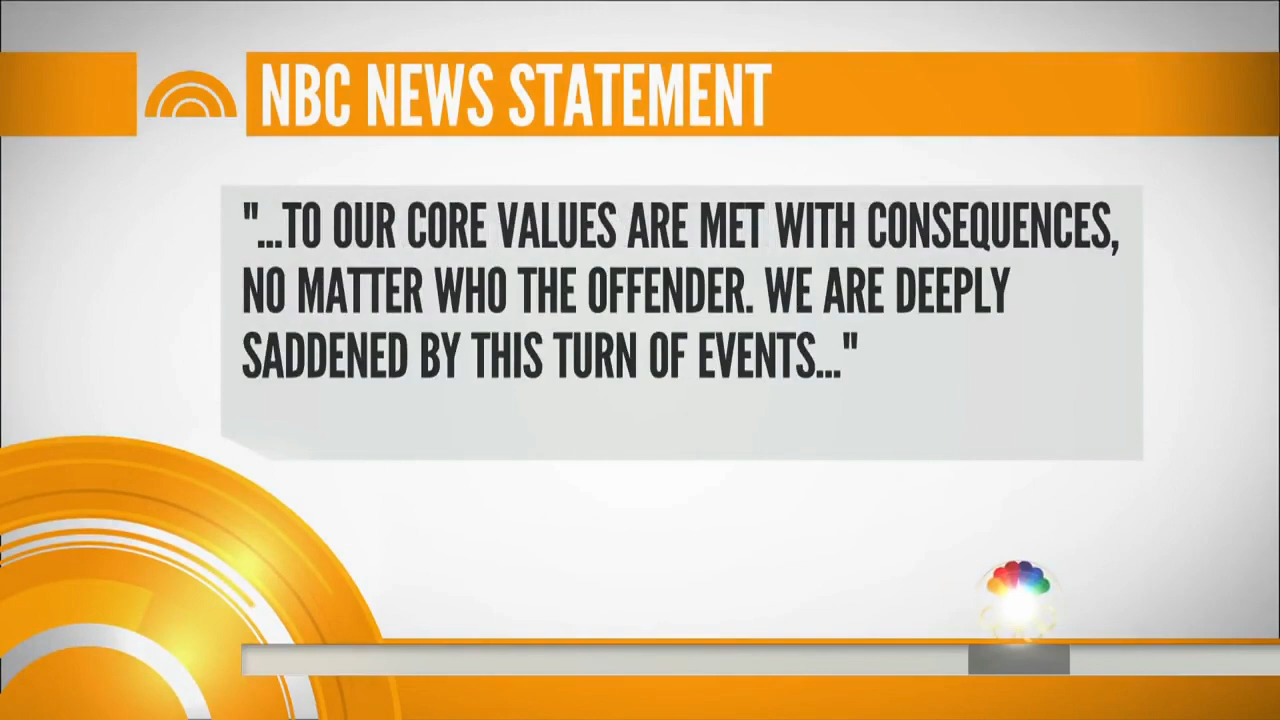 NBC NEWS STATEMENT
"...TO OUR CORE VALUES ARE MET WITH CONSEQUENCES,
NO MATTER WHO THE OFFENDER. WE ARE DEEPLY
SADDENED BY THIS TURN OF EVENTS..."